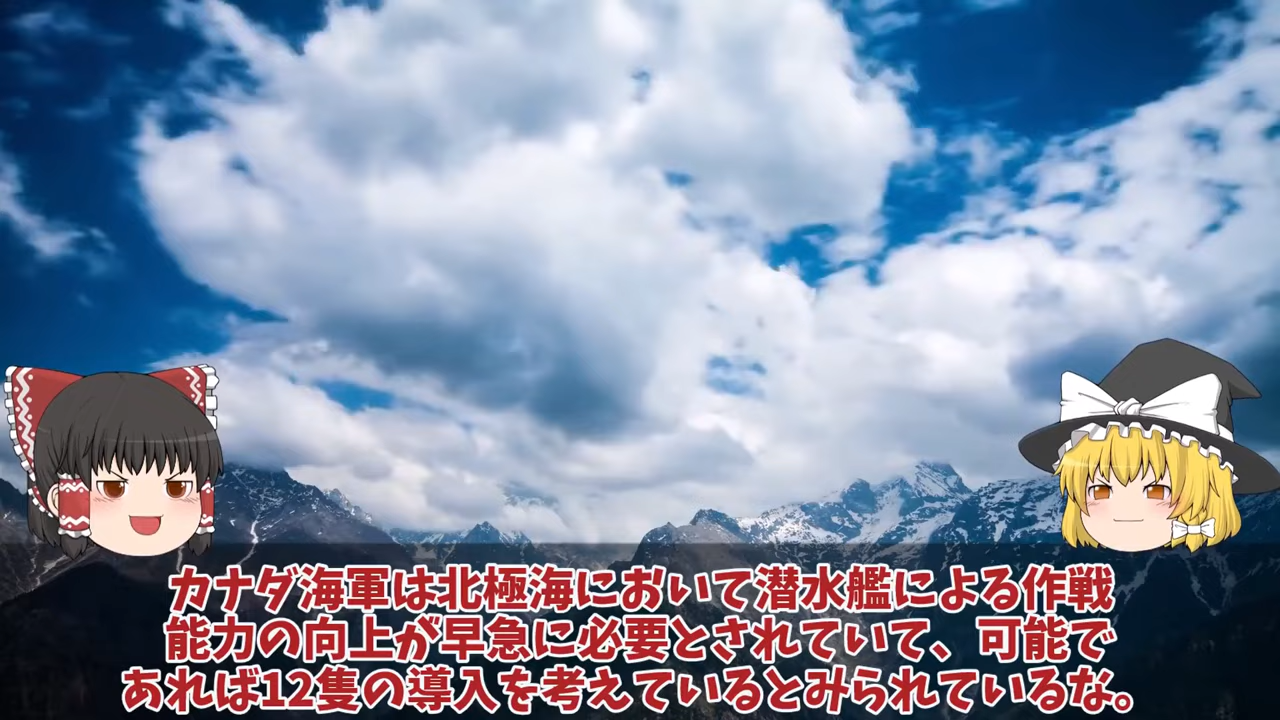 カナダ海軍は北極海において潜水艦による作戦
能力の向上が早急に必要とされていて、可能で
あれば12隻の導入を考えているとみられているな。